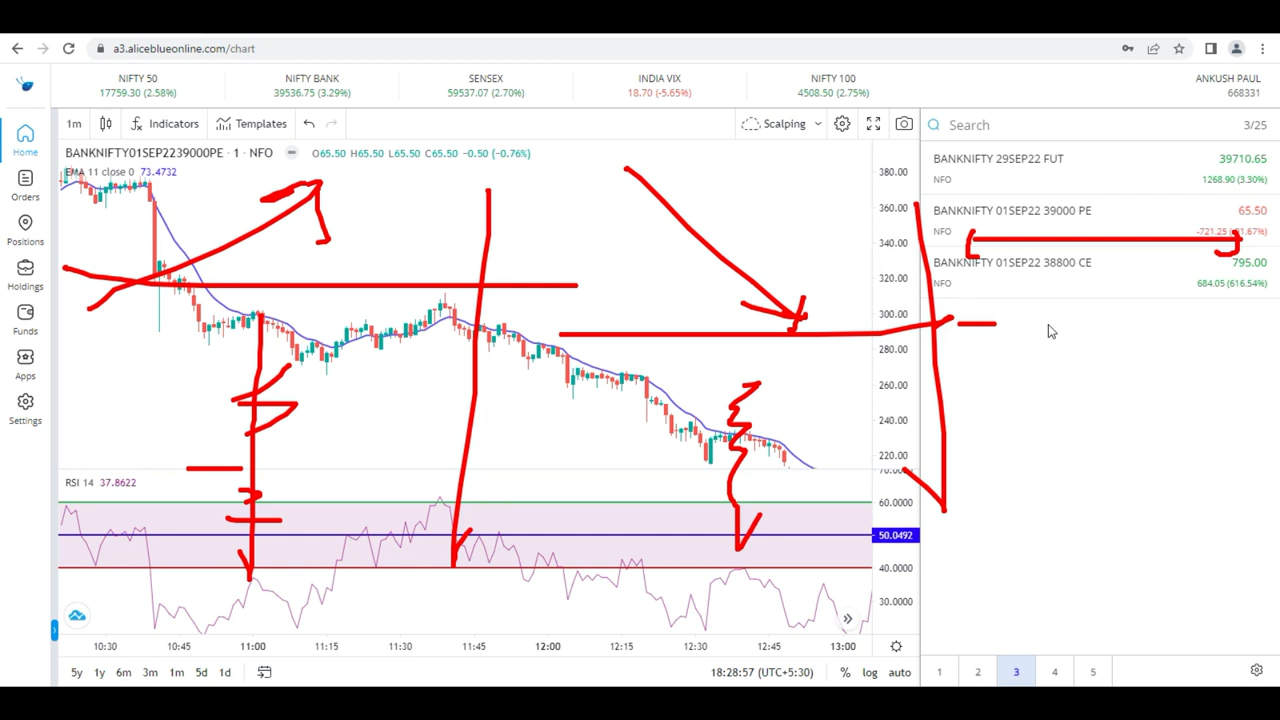 a3.aliceblueonline.com/chart
NIFTY 50
17759.30 (2.58%)
NIFTY BANK
39536.75 (3.29%)
SENSEX
59537.07 (2.70%)
INDIA VIX
18.70 (-5.65%)
NIFTY 100
4508.50 (2.75%)
ANKUSH PAUL
668331
Home
Orders
Positions
Holdings
Funds
Apps
Settings
1m
Indicators
Templates
Scalping
BANKNIFTY01SEP2239000PE · 1 · NFO
O65.50 H65.50 L65.50 C65.50 -0.50 (-0.76%)
EMA 11 close 0 73.4732
380.00
360.00
340.00
320.00
300.00
280.00
260.00
240.00
220.00
70.0000
RSI 14 37.8622
60.0000
50.0492
40.0000
30.0000
10:30 10:45 11:00 11:15 11:30 11:45 12:00 12:15 12:30 12:45 13:00
5y 1y 6m 3m 1m 5d 1d
18:28:57 (UTC+5:30)
% log auto
Search
3/25
BANKNIFTY 29SEP22 FUT
39710.65
NFO
1268.90 (3.30%)
BANKNIFTY 01SEP22 39000 PE
65.50
NFO
BANKNIFTY 01SEP22 38800 CE
795.00
NFO
684.05 (616.54%)
1 2 3 4 5